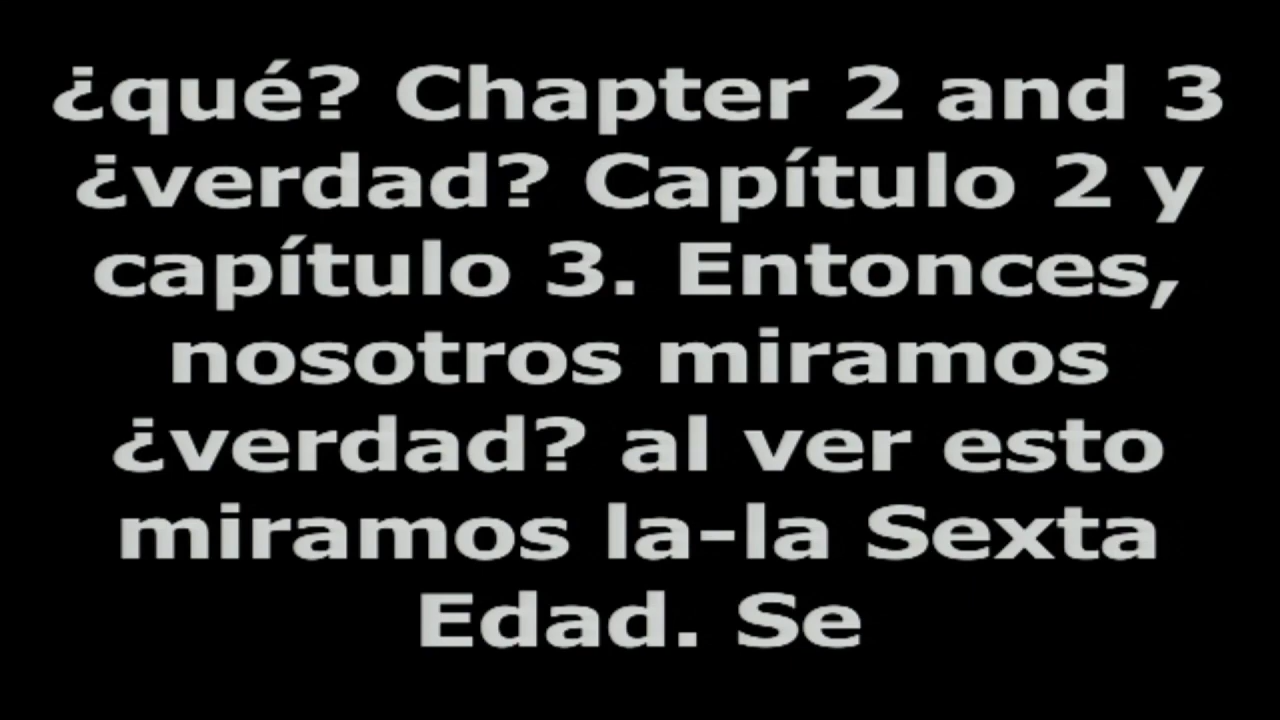 ¿qué? Chapter 2 and 3
¿verdad? Capítulo 2 y
capítulo 3. Entonces,
nosotros miramos
¿verdad? al ver esto
miramos la-la Sexta
Edad. Se